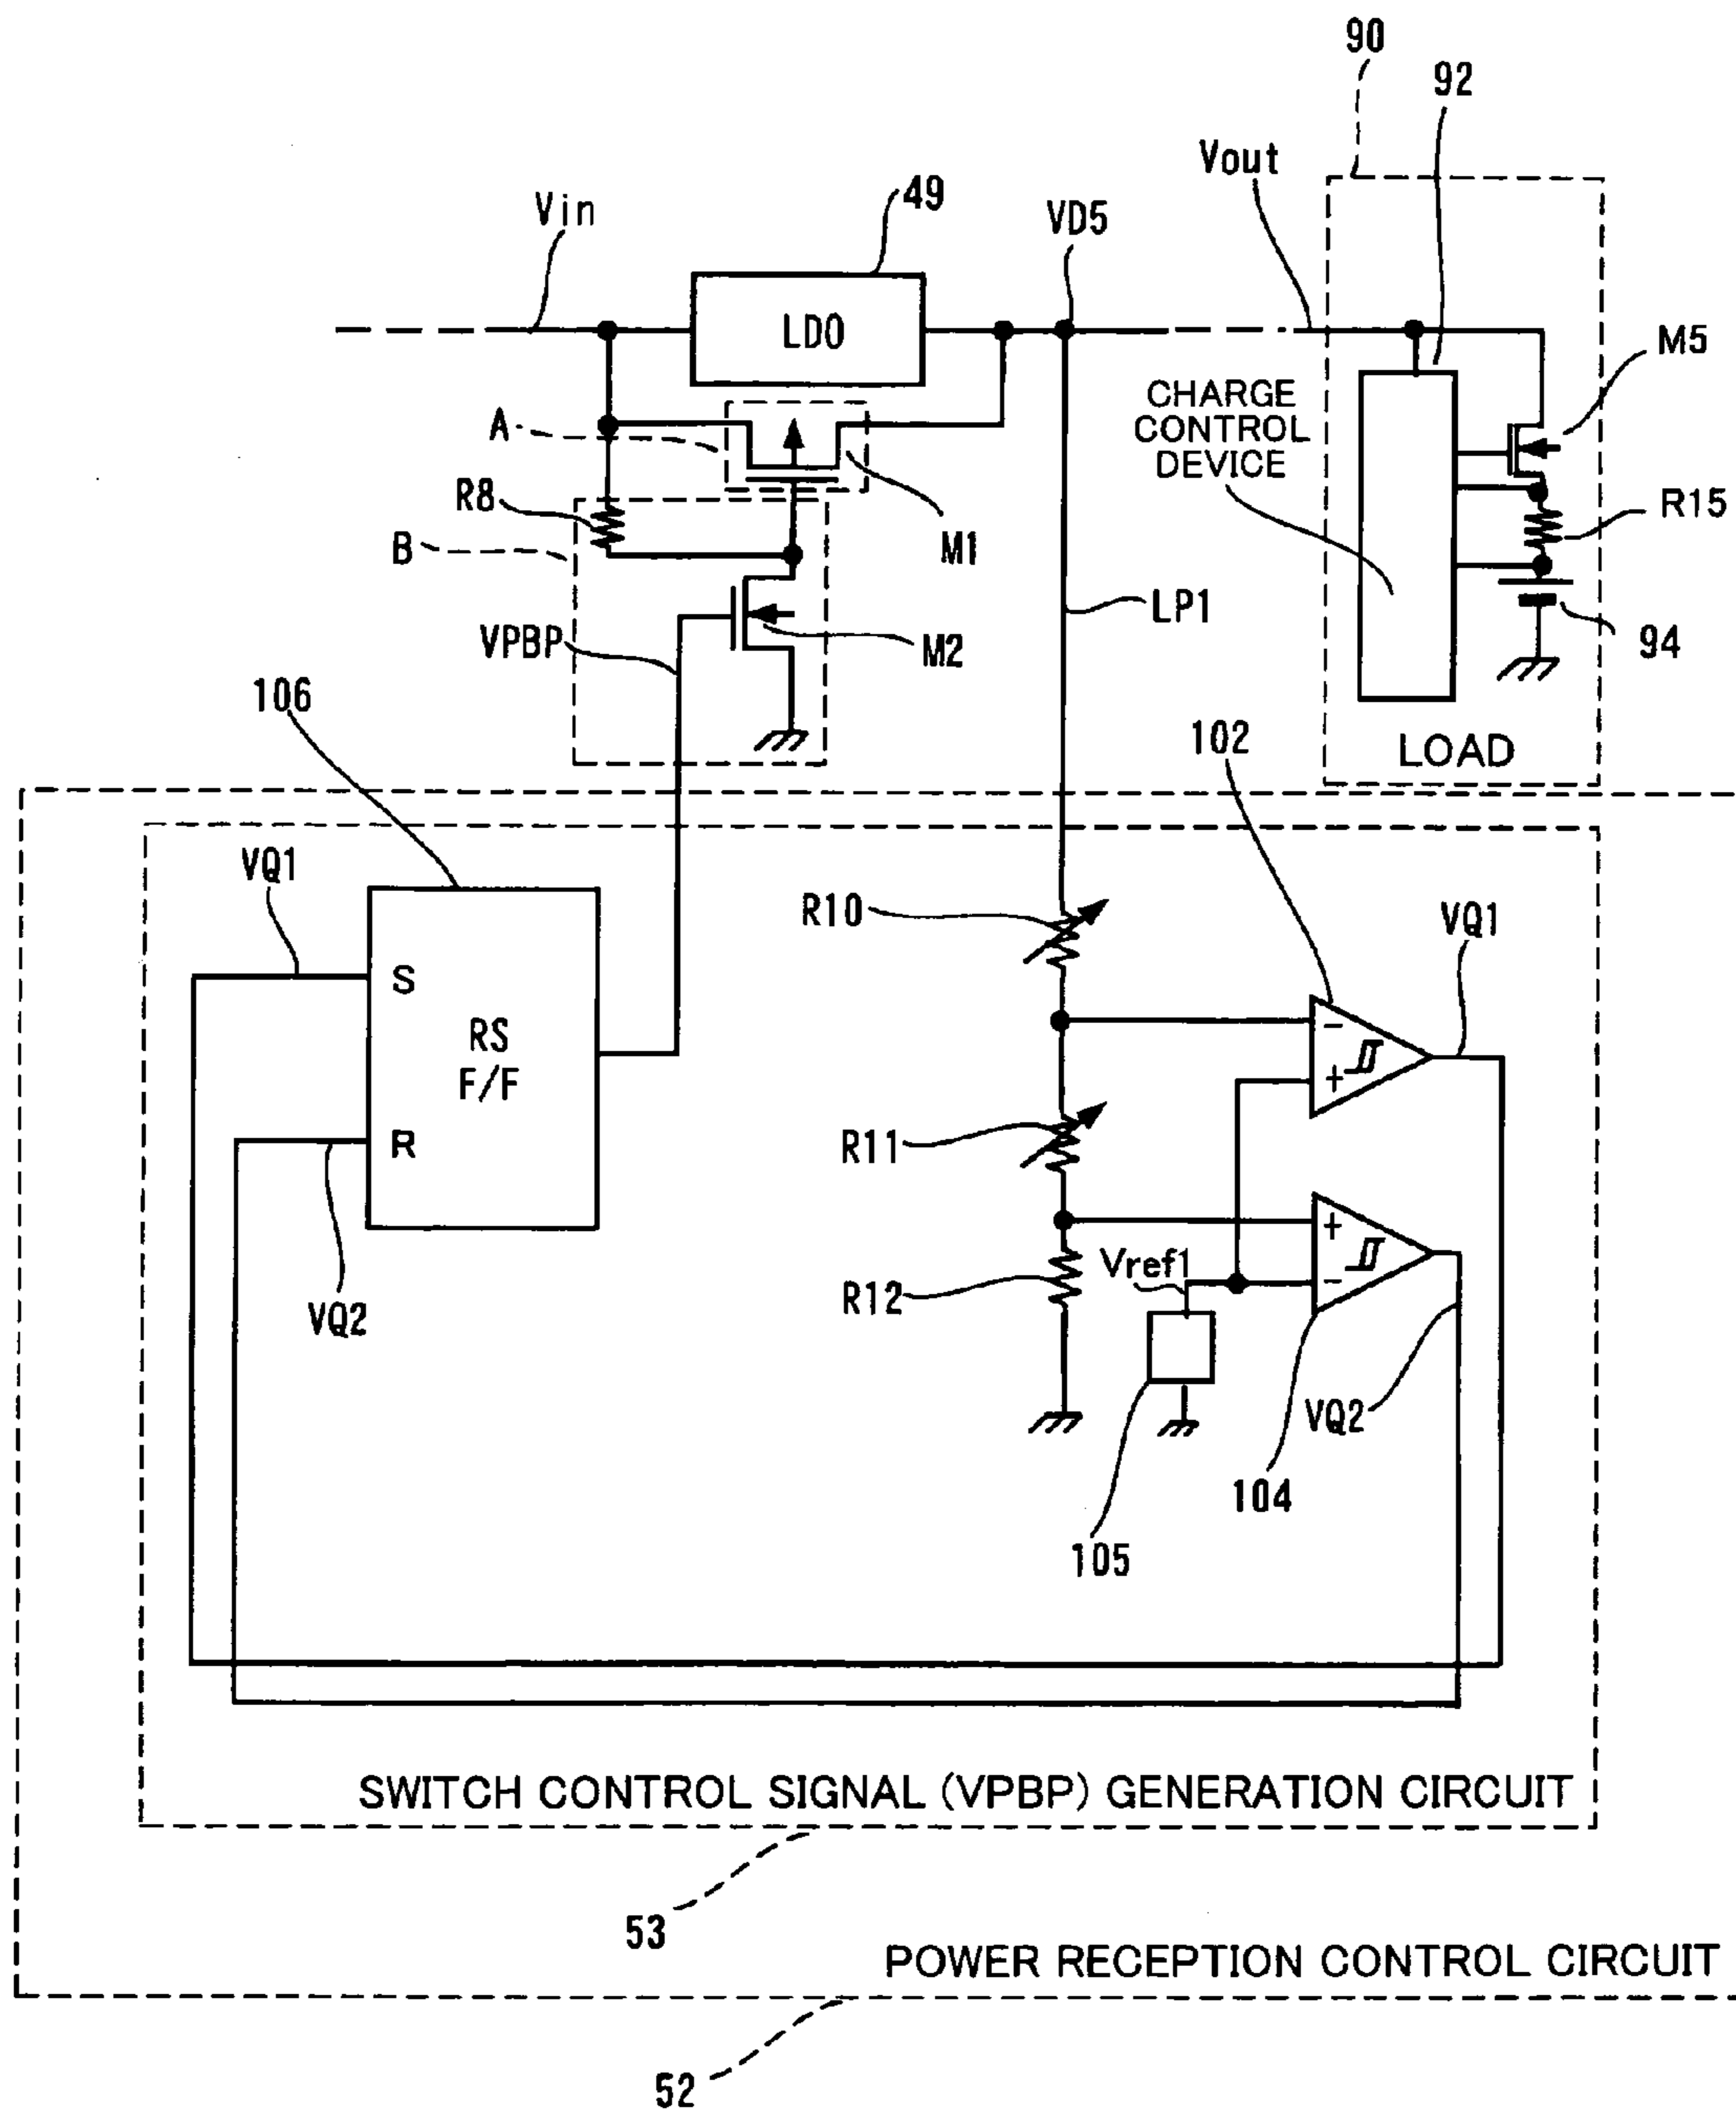 90
92
Vout
49
VD5
Vin
LDO
M5
CHARGE
CONTROL
DEVICE
A
R8
M1
R15
B
LP1
M2
94
VPBP
106
102
LOAD
VQ1
R10
VQ1
S
-
RS
F/F
+
R
R11
+
Vref1
-
R12
VQ2
VQ2
104
105
SWITCH CONTROL SIGNAL (VPBP) GENERATION CIRCUIT
53
POWER RECEPTION CONTROL CIRCUIT
52